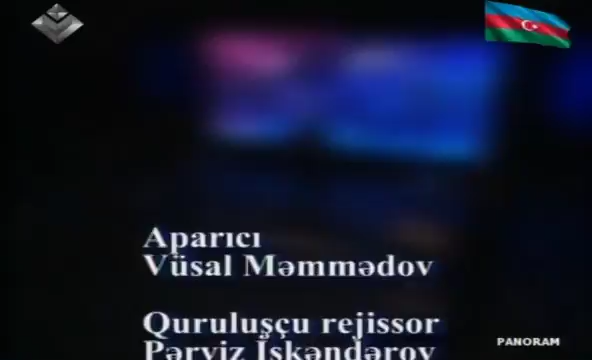 Aparıcı
Vüsal Məmmədov
Quruluşçu rejissor
Pərviz İskəndərov
PANORAM